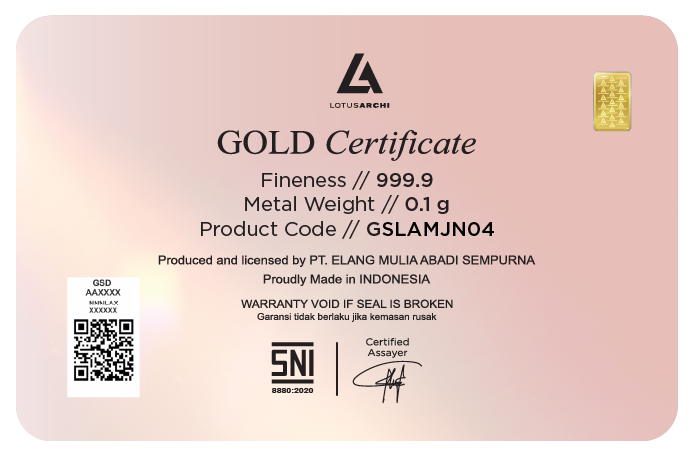 LOTUSARCHI
GOLD Certificate
Fineness // 999.9
Metal Weight // 0.1 g
Product Code // GSLAMJN04
Produced and licensed by PT. ELANG MULIA ABADI SEMPURNA
Proudly Made in INDONESIA
WARRANTY VOID IF SEAL IS BROKEN
Garansi tidak berlaku jika kemasan rusak
GSD
AAXXXX
XXXXXX
SNI
8880:2020
Certified
Assayer